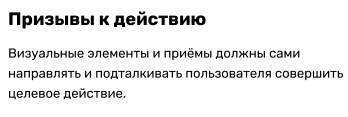 Призывы к действию
Визуальные элементы и приёмы должны сами
направлять и подталкивать пользователя совершить
целевое действие.